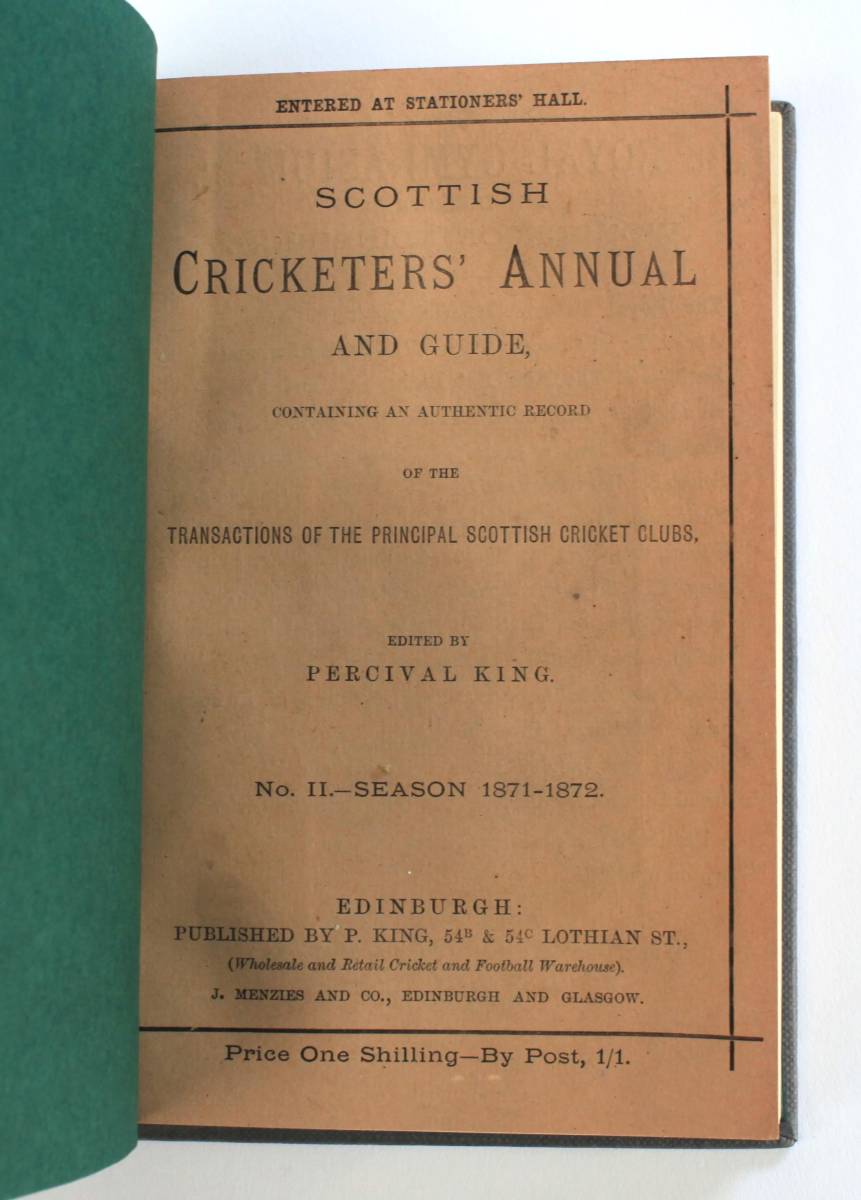 ENTERED AT STATIONERS' HALL.
SCOTTISH
CRICKETERS' ANNUAL
AND GUIDE,
CONTAINING AN AUTHENTIC RECORD
OF THE
TRANSACTIONS OF THE PRINCIPAL SCOTTISH CRICKET CLUBS,
EDITED BY
PERCIVAL KING.
No. II.—SEASON 1871-1872.
EDINBURGH:
PUBLISHED BY P. KING, 54B & 54C LOTHIAN ST.,
(Wholesale and Retail Cricket and Football Warehouse).
J. MENZIES AND CO., EDINBURGH AND GLASGOW.
Price One Shilling—By Post, 1/1.